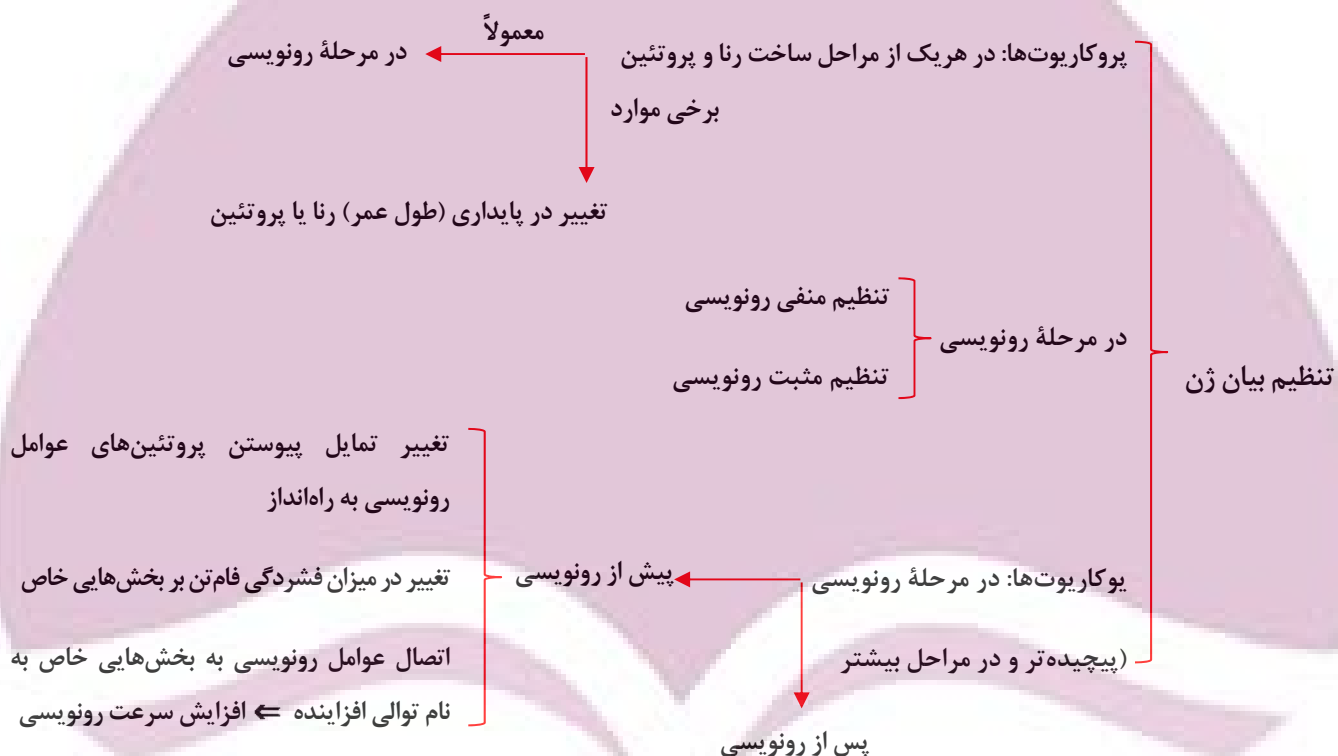 تنظیم بیان ژن
پروکاریوت‌ها: در هریک از مراحل ساخت رنا و پروتئین
معمولاً
در مرحلهٔ رونویسی
برخی موارد
تغییر در پایداری (طول عمر) رنا یا پروتئین
در مرحلهٔ رونویسی
تنظیم منفی رونویسی
تنظیم مثبت رونویسی
یوکاریوت‌ها: در مرحلهٔ رونویسی
(پیچیده‌تر و در مراحل بیشتر
پیش از رونویسی
تغییر تمایل پیوستن پروتئین‌های عوامل
رونویسی به راه‌انداز
تغییر در میزان فشردگی فام‌تن بر بخش‌هایی خاص
اتصال عوامل رونویسی به بخش‌هایی خاص به
نام توالی افزاینده ⇐ افزایش سرعت رونویسی
پس از رونویسی